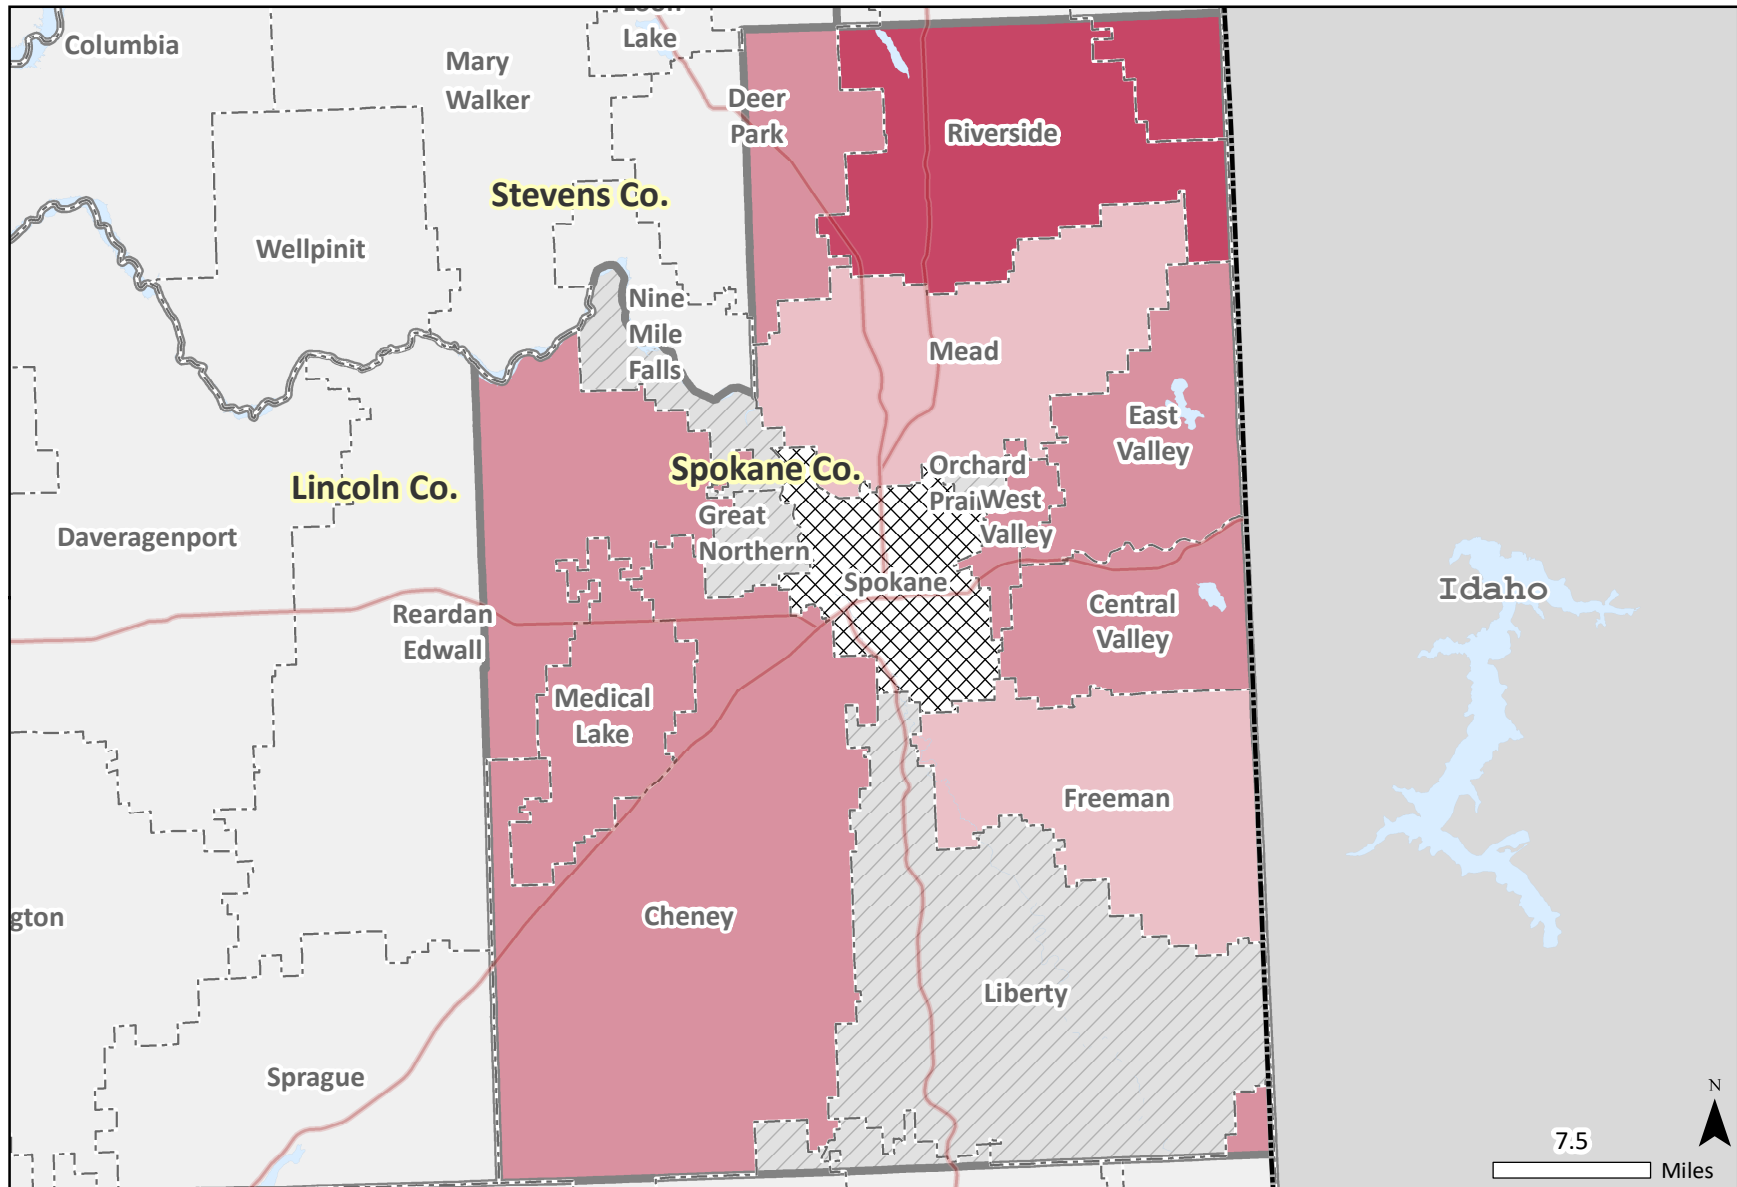 Columbia
Loon
Lake
Mary
Walker
Deer
Park
Riverside
Stevens Co.
Wellpinit
Nine
Mile
Falls
Mead
East
Valley
Spokane Co.
Orchard
Prai
West
Valley
Lincoln Co.
Great
Northern
Daveragenport
Spokane
Idaho
Central
Valley
Reardan
Edwall
Medical
Lake
Freeman
gton
Cheney
Liberty
Sprague
N
7.5
Miles